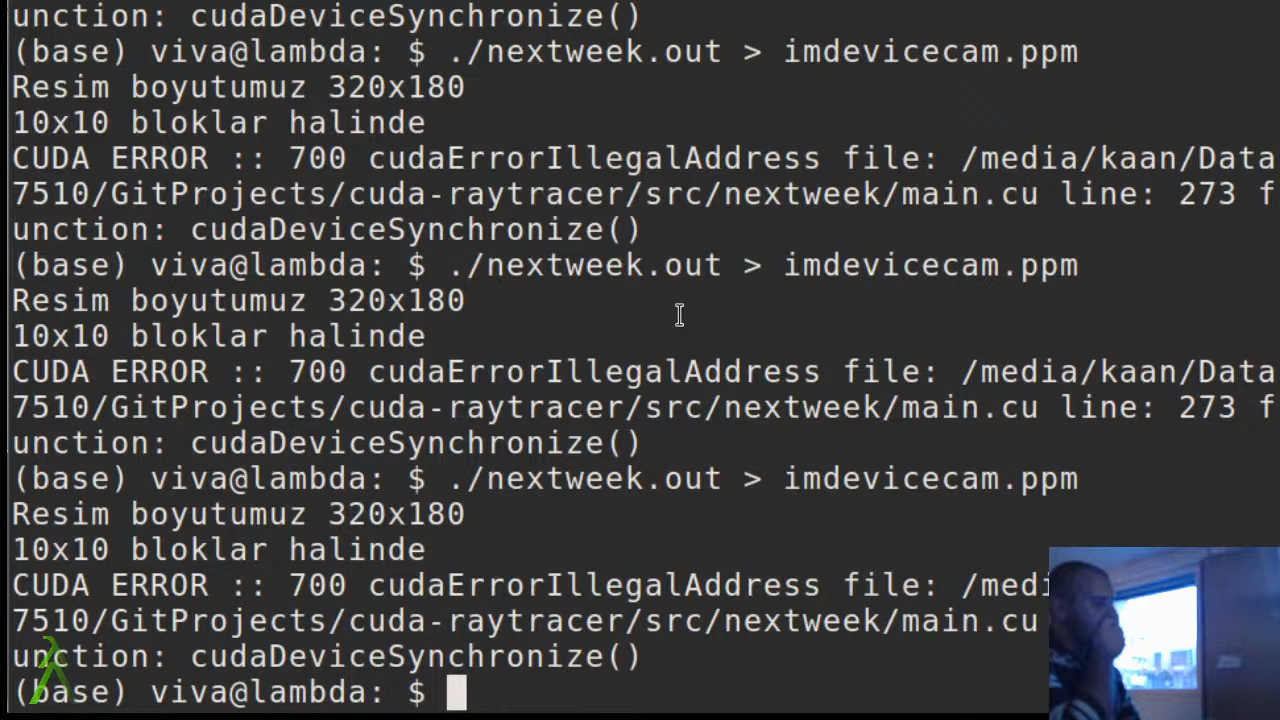 unction: cudaDeviceSynchronize()
(base) viva@lambda: $ ./nextweek.out > imdevicecam.ppm
Resim boyutumuz 320x180
10x10 bloklar halinde
CUDA ERROR :: 700 cudaErrorIllegalAddress file: /media/kaan/Data
7510/GitProjects/cuda-raytracer/src/nextweek/main.cu line: 273 f
unction: cudaDeviceSynchronize()
(base) viva@lambda: $ ./nextweek.out > imdevicecam.ppm
Resim boyutumuz 320x180
10x10 bloklar halinde
CUDA ERROR :: 700 cudaErrorIllegalAddress file: /media/kaan/Data
7510/GitProjects/cuda-raytracer/src/nextweek/main.cu line: 273 f
unction: cudaDeviceSynchronize()
(base) viva@lambda: $ ./nextweek.out > imdevicecam.ppm
Resim boyutumuz 320x180
10x10 bloklar halinde
CUDA ERROR :: 700 cudaErrorIllegalAddress file: /medi
7510/GitProjects/cuda-raytracer/src/nextweek/main.cu
unction: cudaDeviceSynchronize()
(base) viva@lambda: $